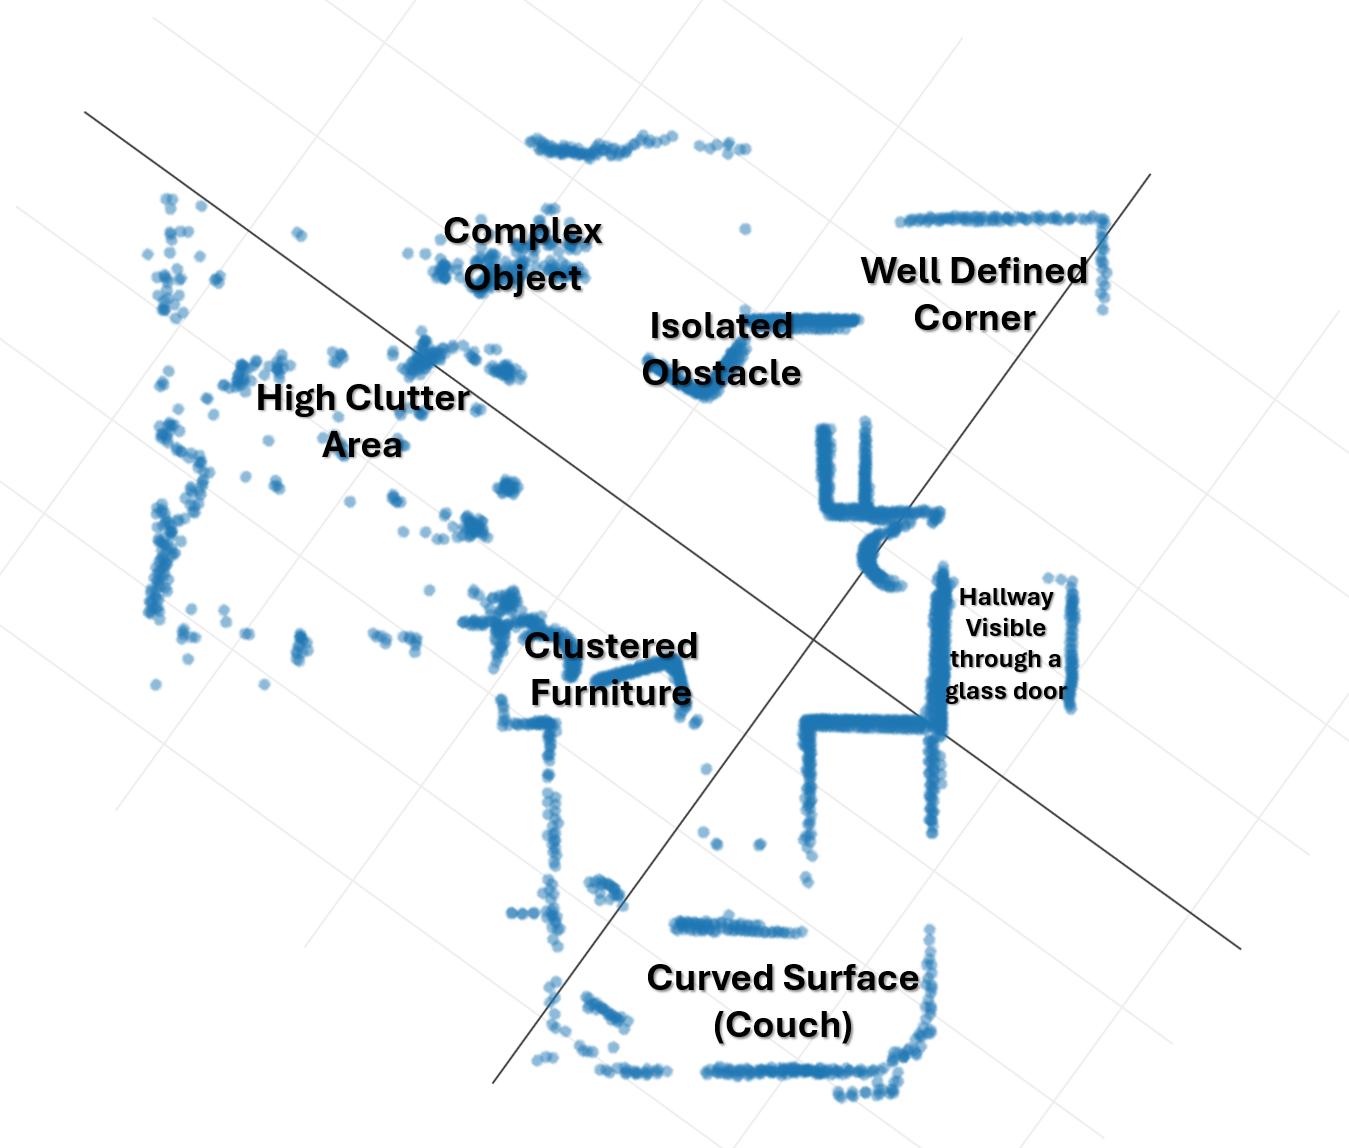 Complex
Object
Well Defined
Corner
Isolated
Obstacle
High Clutter
Area
Hallway
Visible
through a
glass door
Clustered
Furniture
Curved Surface
(Couch)